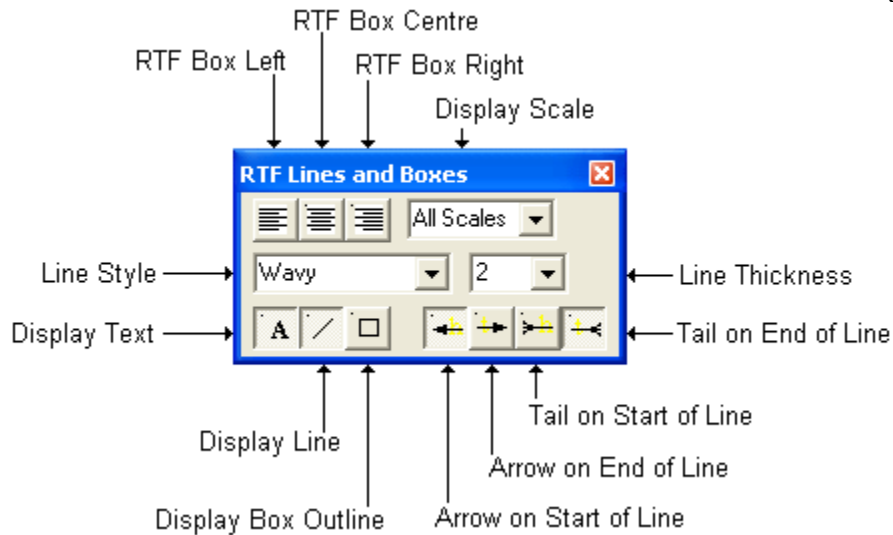 RTF Box Centre
RTF Box Left
RTF Box Right
Display Scale
RTF Lines and Boxes
All Scales
Line Style
Wavy
2
Line Thickness
Display Text
A
Tail on End of Line
Tail on Start of Line
Display Line
Arrow on End of Line
Display Box Outline
Arrow on Start of Line